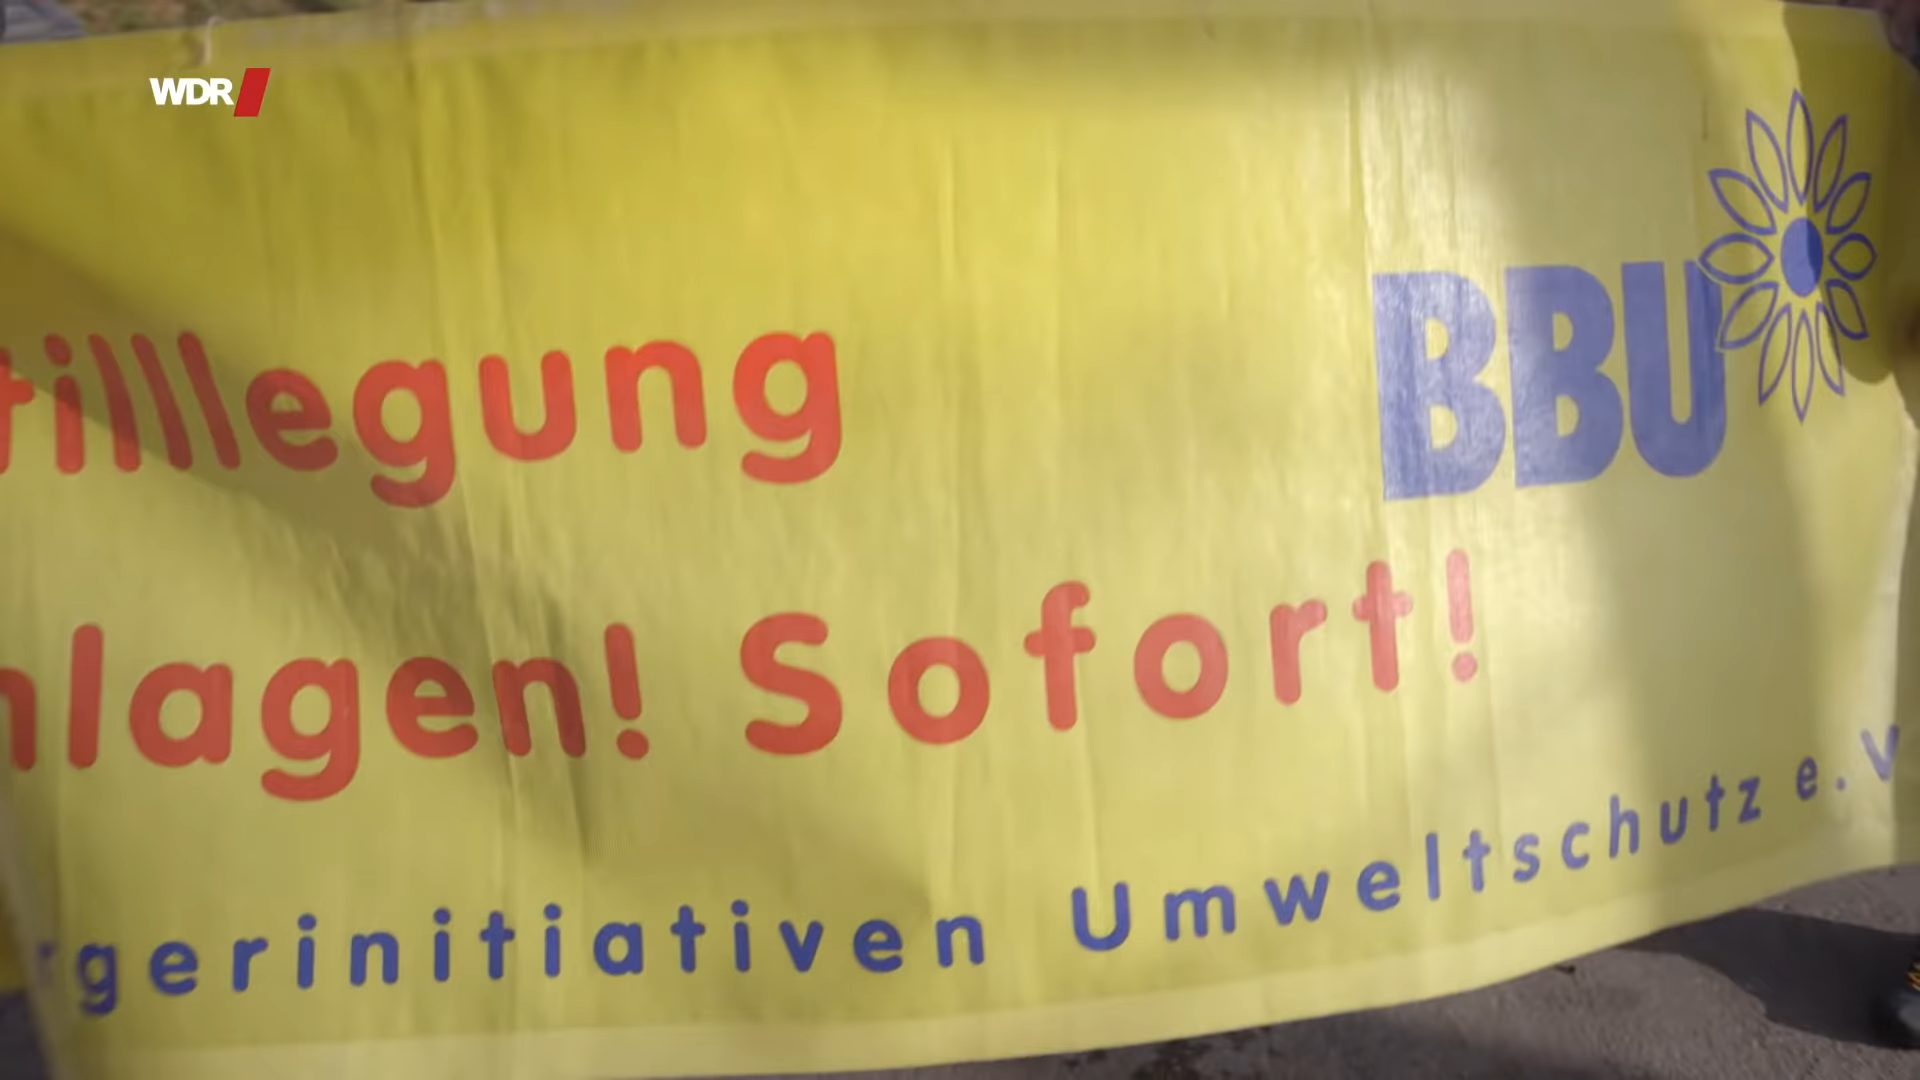 WDR
tilllegung
BBU
nlagen! Sofort!
rgerinitiativen Umweltschutz e.V